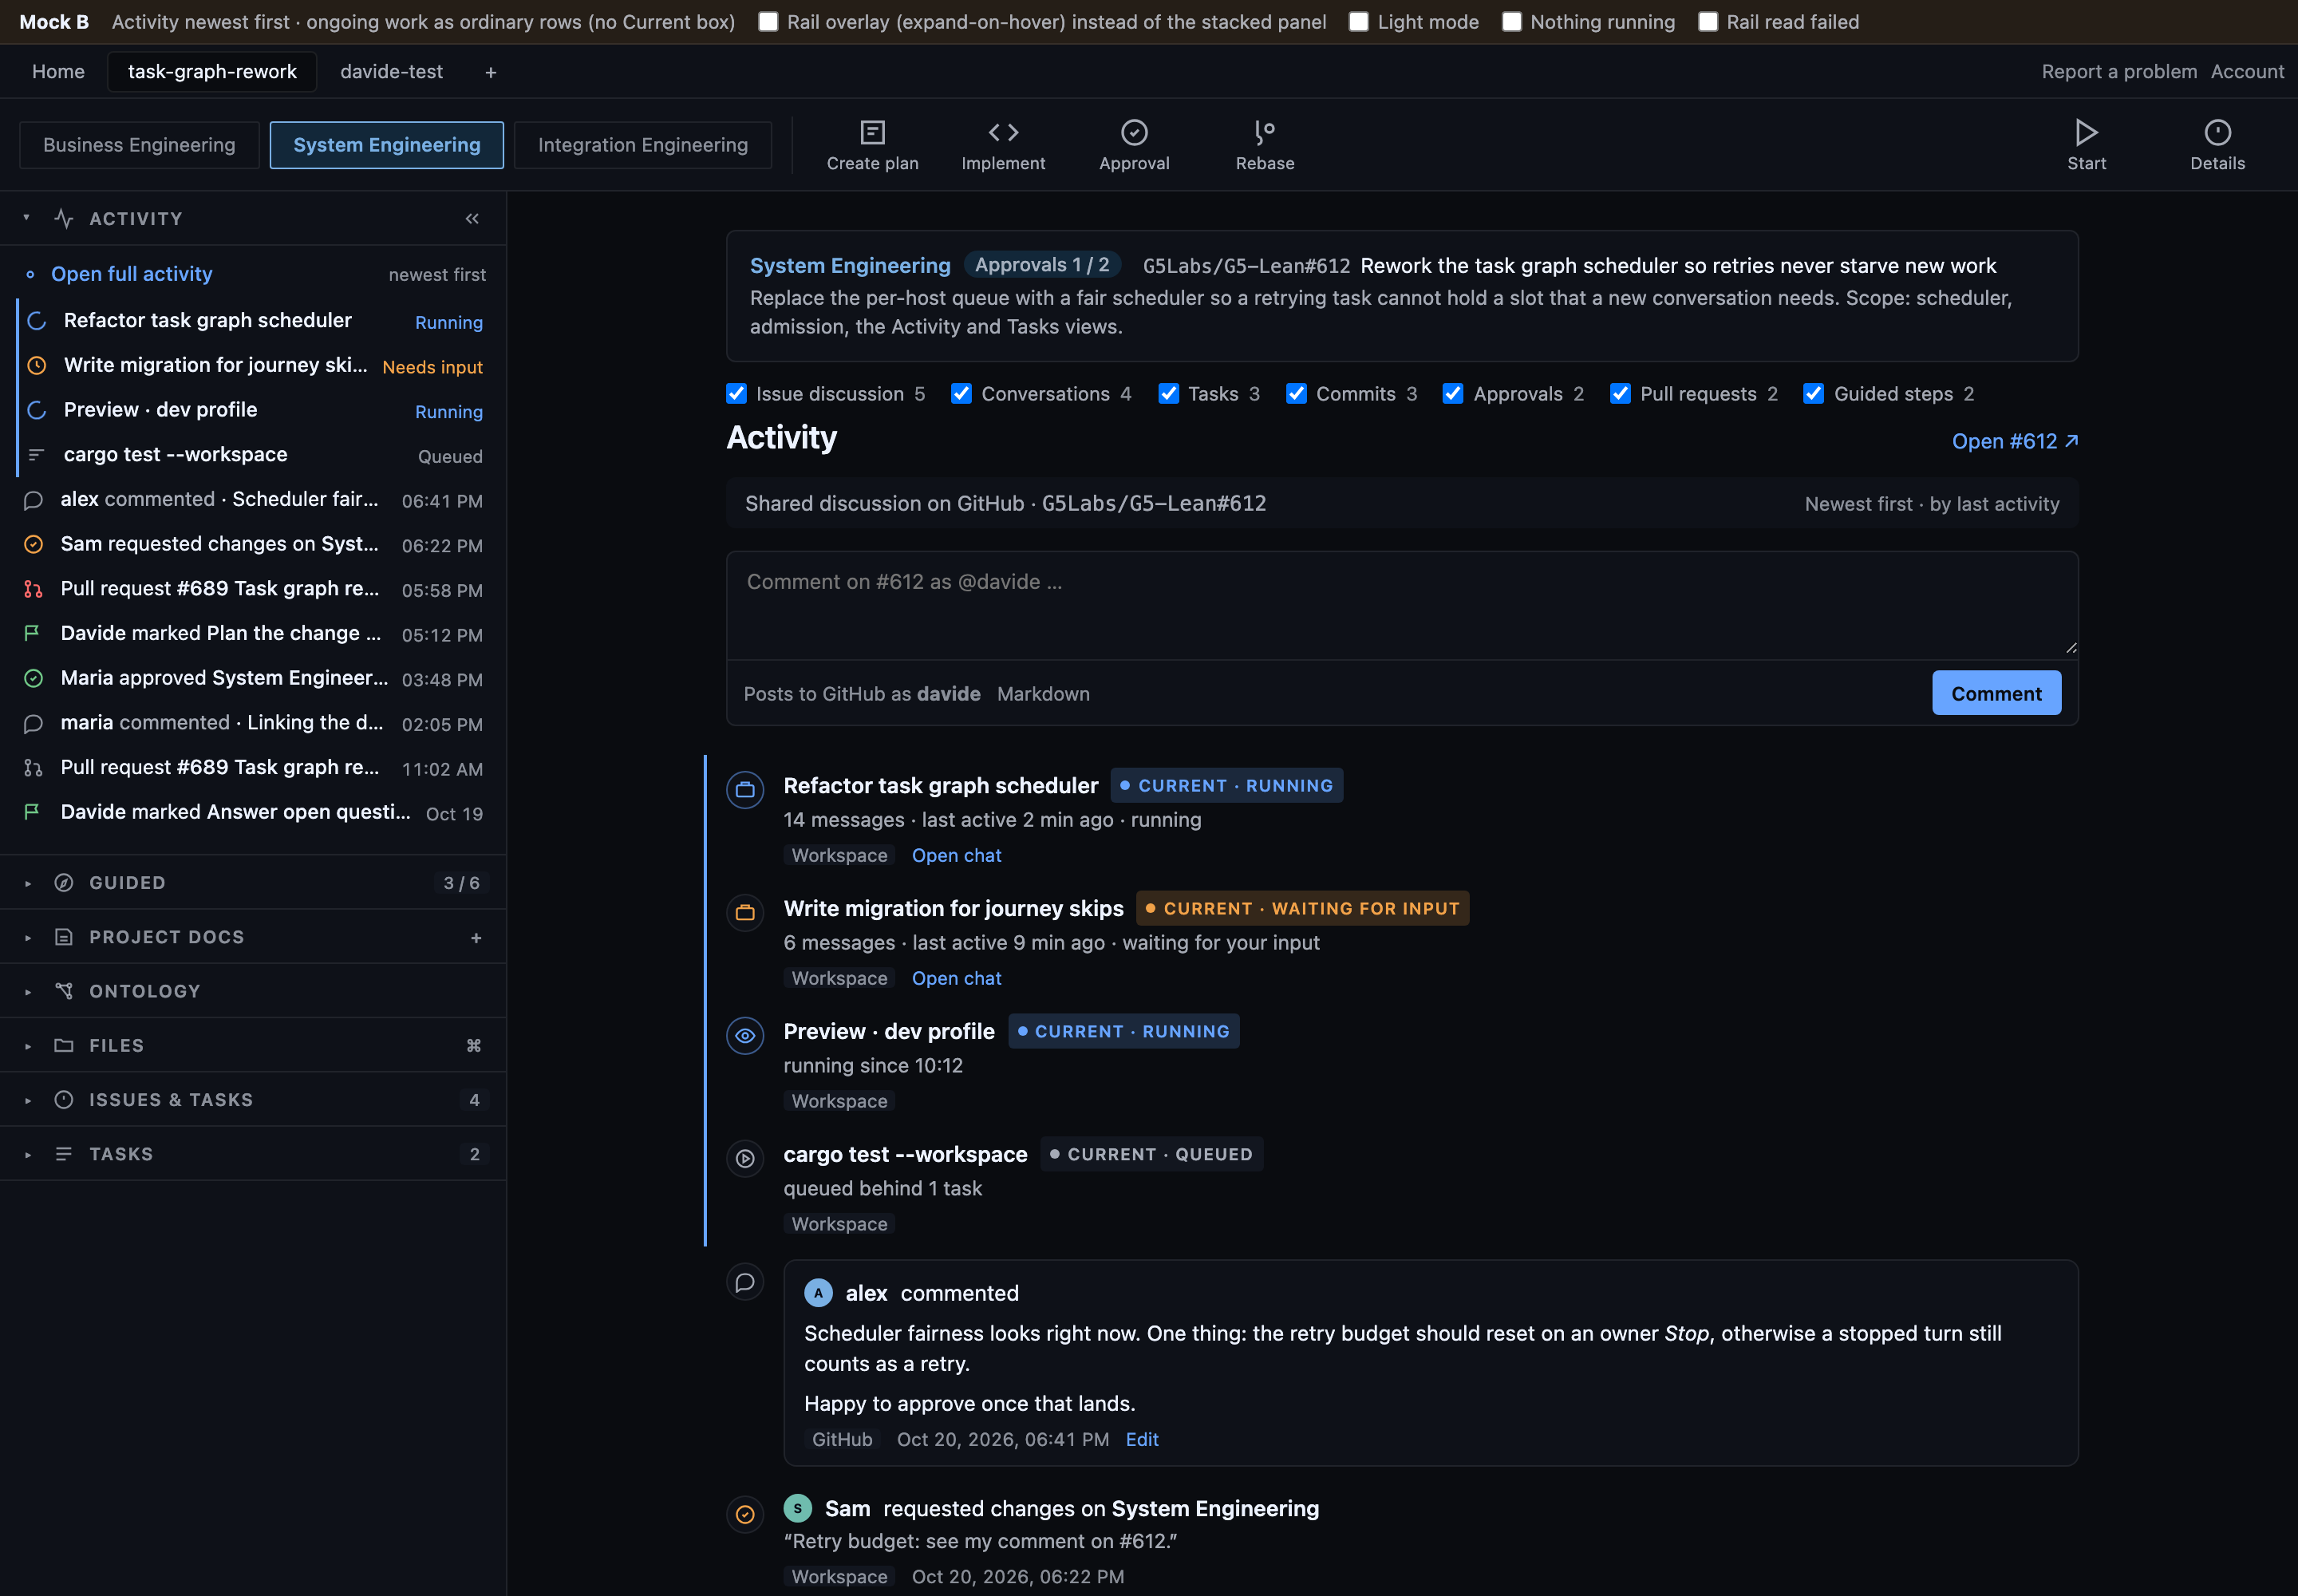 Mock B Activity newest first · ongoing work as ordinary rows (no Current box) Rail overlay (expand-on-hover) instead of the stacked panel Light mode Nothing running Rail read failed
Home task-graph-rework davide-test + Report a problem Account
Business Engineering System Engineering Integration Engineering Create plan Implement Approval Rebase Start Details
ACTIVITY «
Open full activity newest first
Refactor task graph scheduler Running
Write migration for journey ski... Needs input
Preview · dev profile Running
cargo test --workspace Queued
alex commented · Scheduler fair... 06:41 PM
Sam requested changes on Syst... 06:22 PM
Pull request #689 Task graph re... 05:58 PM
Davide marked Plan the change ... 05:12 PM
Maria approved System Engineer... 03:48 PM
maria commented · Linking the d... 02:05 PM
Pull request #689 Task graph re... 11:02 AM
Davide marked Answer open questi... Oct 19
GUIDED 3 / 6
PROJECT DOCS +
ONTOLOGY
FILES ⌘
ISSUES & TASKS 4
TASKS 2
System Engineering Approvals 1 / 2 G5Labs/G5-Lean#612 Rework the task graph scheduler so retries never starve new work
Replace the per-host queue with a fair scheduler so a retrying task cannot hold a slot that a new conversation needs. Scope: scheduler,
admission, the Activity and Tasks views.
Issue discussion 5 Conversations 4 Tasks 3 Commits 3 Approvals 2 Pull requests 2 Guided steps 2
Activity Open #612 ↗
Shared discussion on GitHub · G5Labs/G5-Lean#612 Newest first · by last activity
Comment on #612 as @davide ...
Posts to GitHub as davide Markdown Comment
Refactor task graph scheduler CURRENT · RUNNING
14 messages · last active 2 min ago · running
Workspace Open chat
Write migration for journey skips CURRENT · WAITING FOR INPUT
6 messages · last active 9 min ago · waiting for your input
Workspace Open chat
Preview · dev profile CURRENT · RUNNING
running since 10:12
Workspace
cargo test --workspace CURRENT · QUEUED
queued behind 1 task
Workspace
A alex commented
Scheduler fairness looks right now. One thing: the retry budget should reset on an owner Stop, otherwise a stopped turn still
counts as a retry.
Happy to approve once that lands.
GitHub Oct 20, 2026, 06:41 PM Edit
S Sam requested changes on System Engineering
“Retry budget: see my comment on #612.”
Workspace Oct 20, 2026, 06:22 PM